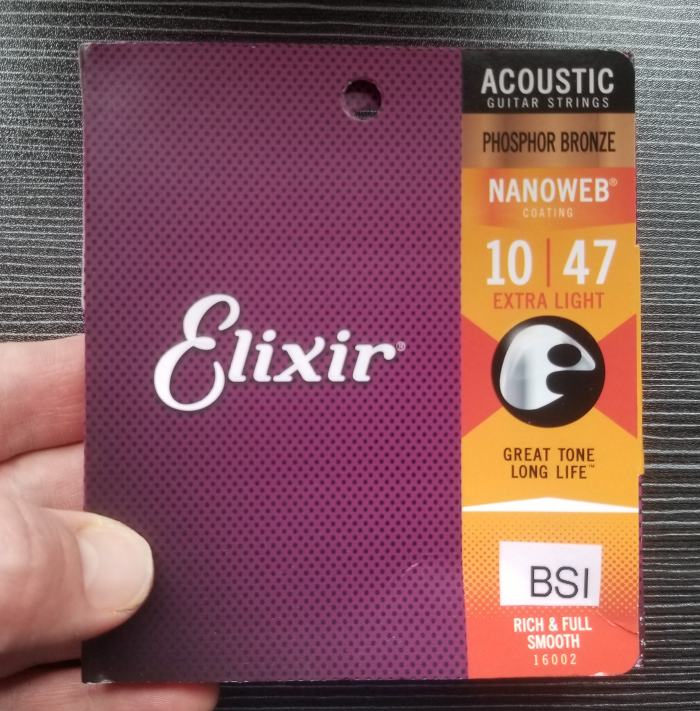 ACOUSTIC
GUITAR STRINGS
PHOSPHOR BRONZE
NANOWEB®
COATING
10 | 47
EXTRA LIGHT
Elixir®
GREAT TONE
LONG LIFE™
BSI
RICH & FULL
SMOOTH
16002